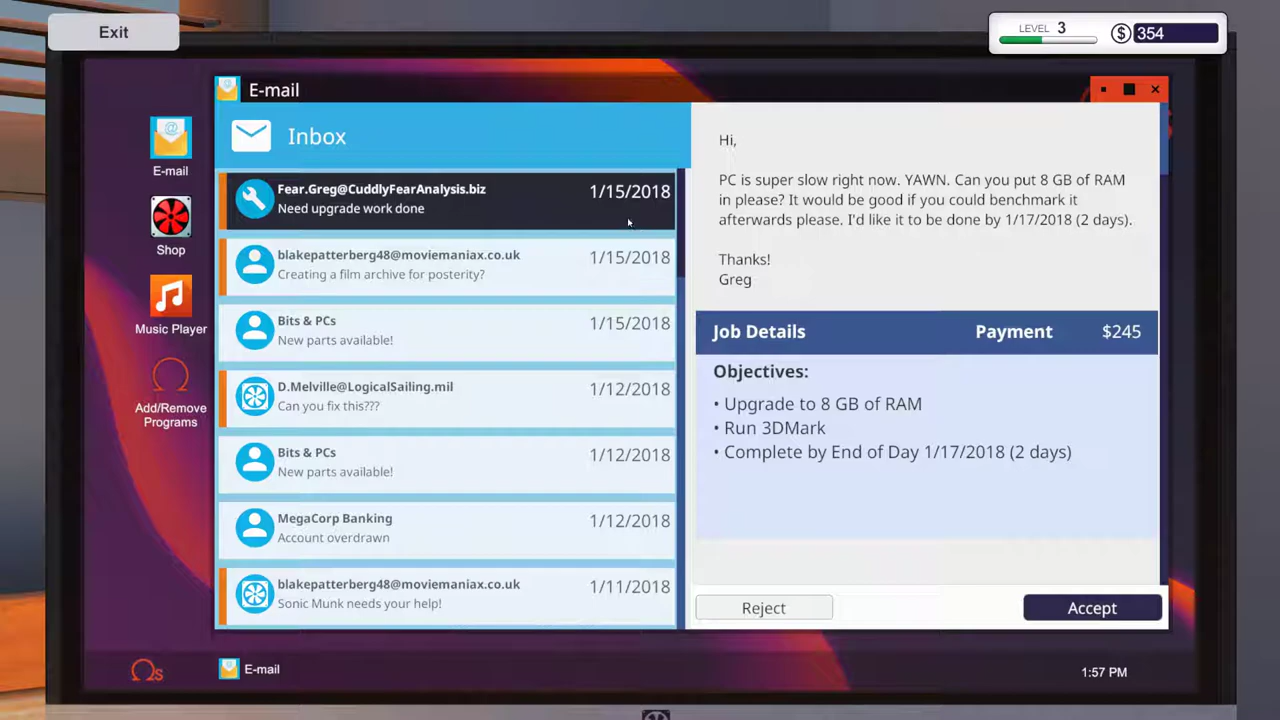 Exit
LEVEL 3
$ 354
E-mail
Inbox
Fear.Greg@CuddlyFearAnalysis.biz
1/15/2018
Need upgrade work done
blakepatterberg48@moviemaniax.co.uk
1/15/2018
Creating a film archive for posterity?
Bits & PCs
1/15/2018
New parts available!
D.Melville@LogicalSailing.mil
1/12/2018
Can you fix this???
Bits & PCs
1/12/2018
New parts available!
MegaCorp Banking
1/12/2018
Account overdrawn
blakepatterberg48@moviemaniax.co.uk
1/11/2018
Sonic Munk needs your help!
Hi,
PC is super slow right now. YAWN. Can you put 8 GB of RAM
in please? It would be good if you could benchmark it
afterwards please. I'd like it to be done by 1/17/2018 (2 days).
Thanks!
Greg
Job Details Payment $245
Objectives:
• Upgrade to 8 GB of RAM
• Run 3DMark
• Complete by End of Day 1/17/2018 (2 days)
Reject
Accept
E-mail
Shop
Music Player
Add/Remove
Programs
Ωs
E-mail
1:57 PM